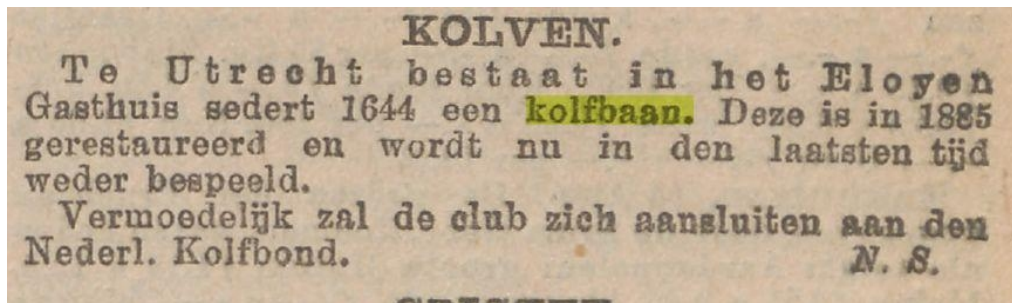 KOLVEN.
Te Utrecht bestaat in het Eloyen
Gasthuis sedert 1644 een kolfbaan. Deze is in 1885
gerestaureerd en wordt nu in den laatsten tijd
weder bespeeld.
Vermoedelijk zal de club zich aansluiten aan den
Nederl. Kolfbond. N. S.